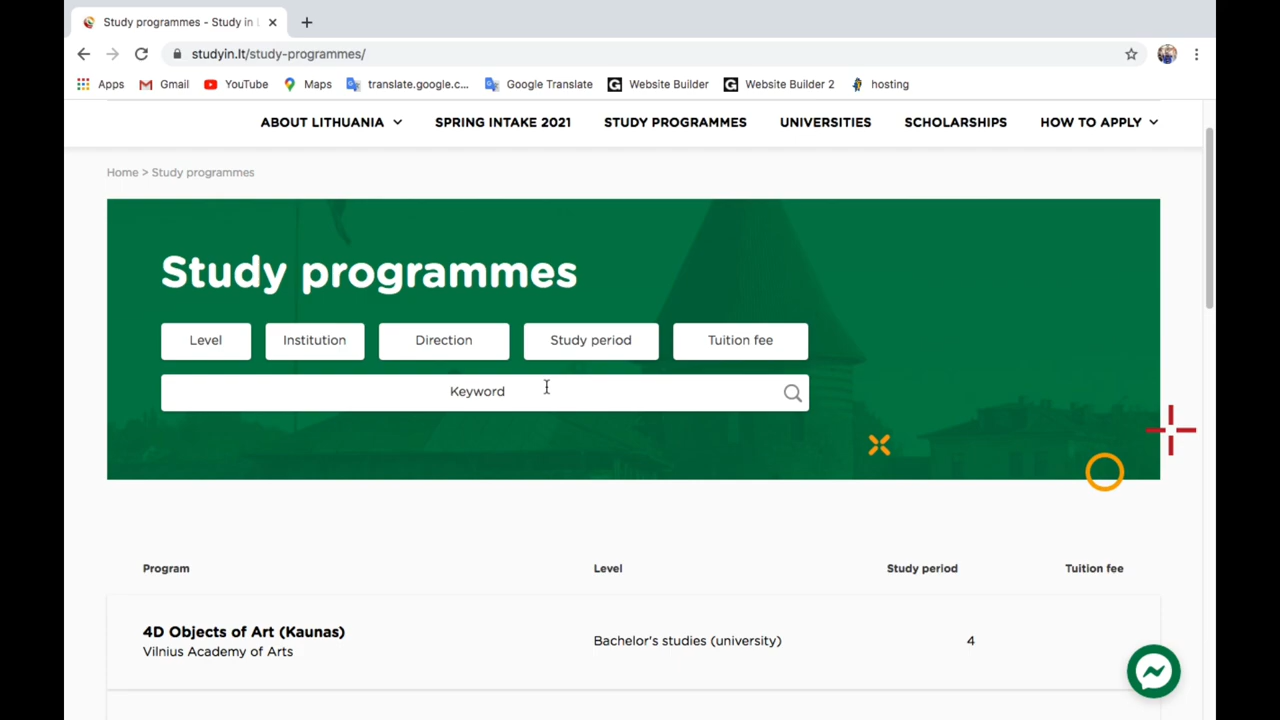 Study programmes - Study in L
studyin.lt/study-programmes/
Apps Gmail YouTube Maps translate.google.c... Google Translate Website Builder Website Builder 2 hosting
ABOUT LITHUANIA SPRING INTAKE 2021 STUDY PROGRAMMES UNIVERSITIES SCHOLARSHIPS HOW TO APPLY
Home > Study programmes
Study programmes
Level Institution Direction Study period Tuition fee
Keyword
Program Level Study period Tuition fee
4D Objects of Art (Kaunas)
Vilnius Academy of Arts
Bachelor's studies (university) 4